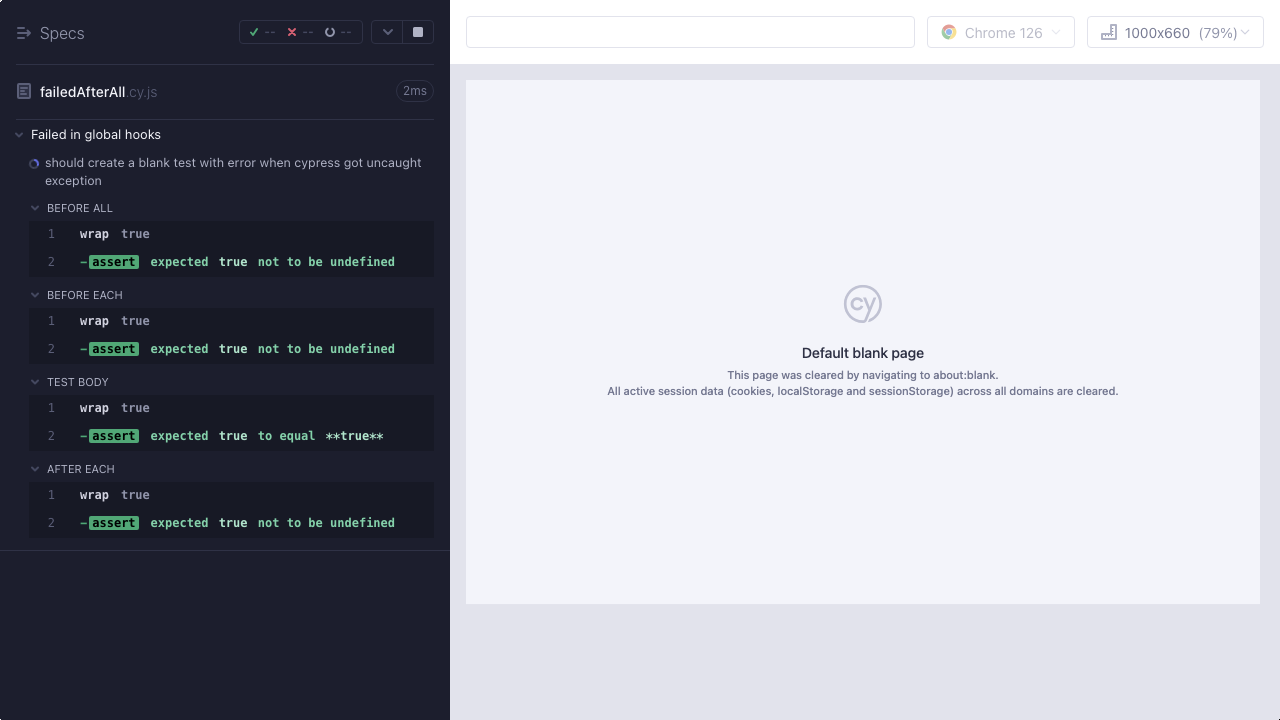 Specs -- -- --
failedAfterAll.cy.js 2ms
Failed in global hooks
should create a blank test with error when cypress got uncaught
exception
BEFORE ALL
1 wrap true
2 -assert expected true not to be undefined
BEFORE EACH
1 wrap true
2 -assert expected true not to be undefined
TEST BODY
1 wrap true
2 -assert expected true to equal **true**
AFTER EACH
1 wrap true
2 -assert expected true not to be undefined
Chrome 126 1000x660 (79%)
cy
Default blank page
This page was cleared by navigating to about:blank.
All active session data (cookies, localStorage and sessionStorage) across all domains are cleared.